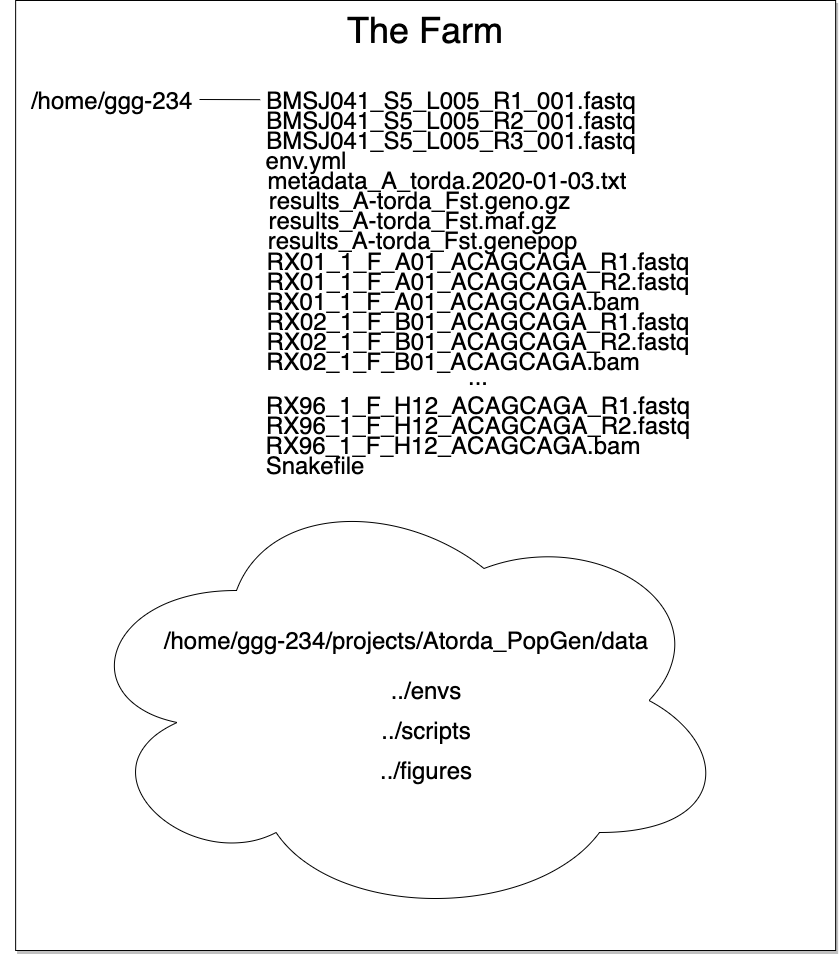 The Farm
/home/ggg-234
BMSJ041_S5_L005_R1_001.fastq
BMSJ041_S5_L005_R2_001.fastq
BMSJ041_S5_L005_R3_001.fastq
env.yml
metadata_A_torda.2020-01-03.txt
results_A-torda_Fst.geno.gz
results_A-torda_Fst.maf.gz
results_A-torda_Fst.genepop
RX01_1_F_A01_ACAGCAGA_R1.fastq
RX01_1_F_A01_ACAGCAGA_R2.fastq
RX01_1_F_A01_ACAGCAGA.bam
RX02_1_F_B01_ACAGCAGA_R1.fastq
RX02_1_F_B01_ACAGCAGA_R2.fastq
RX02_1_F_B01_ACAGCAGA.bam
...
RX96_1_F_H12_ACAGCAGA_R1.fastq
RX96_1_F_H12_ACAGCAGA_R2.fastq
RX96_1_F_H12_ACAGCAGA.bam
Snakefile
/home/ggg-234/projects/Atorda_PopGen/data
../envs
../scripts
../figures